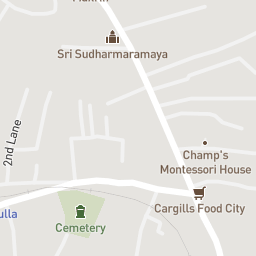 Sri Sudharmaramaya
2nd Lane
Champ's
Montessori House
Cargills Food City
Cemetery